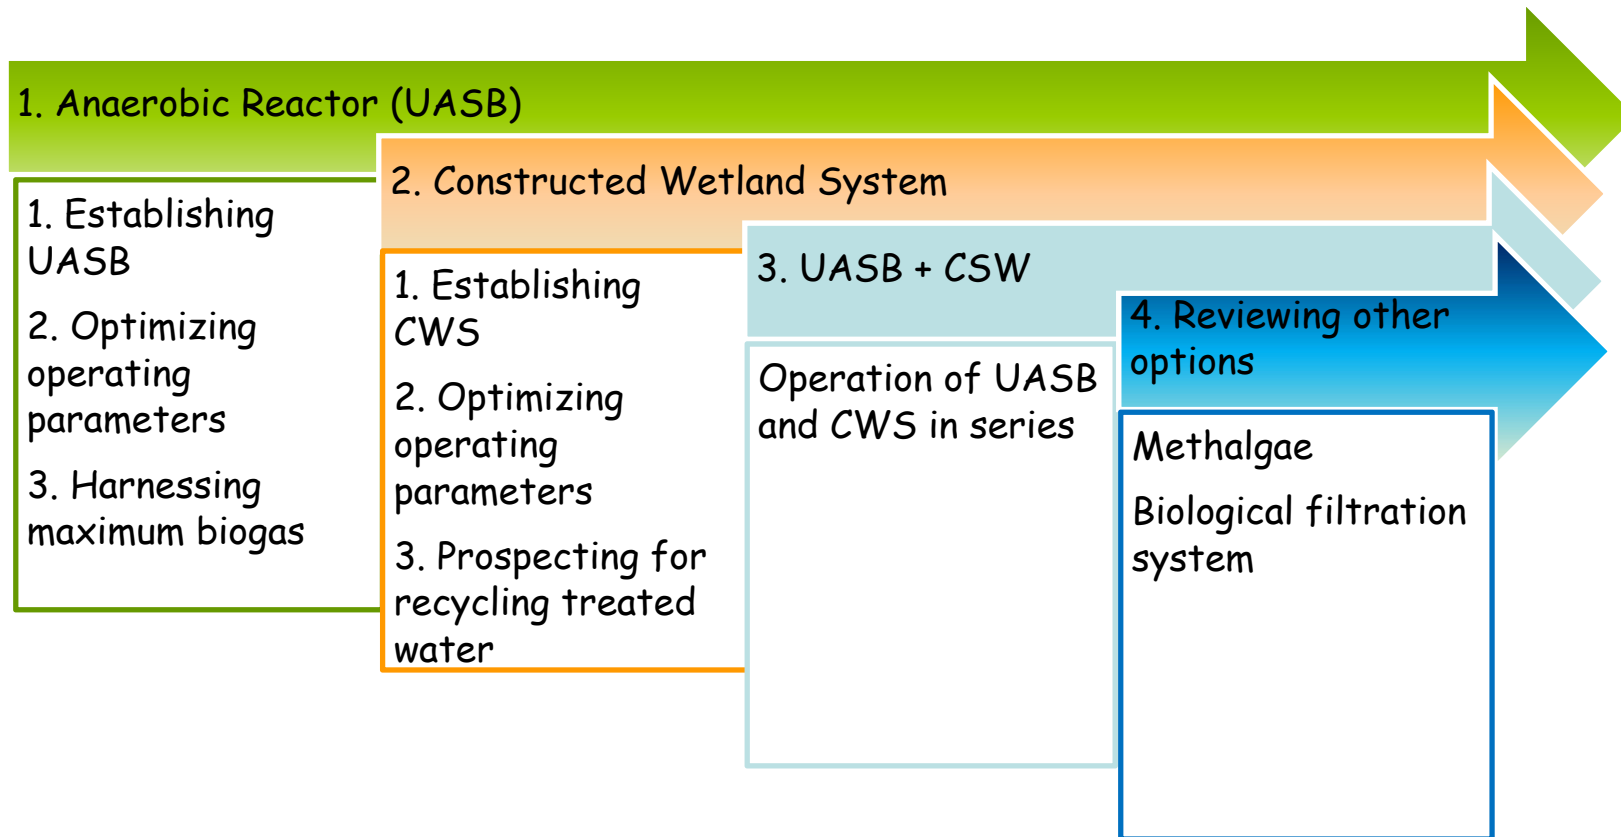 1. Anaerobic Reactor (UASB)
1. Establishing
UASB
2. Optimizing
operating
parameters
3. Harnessing
maximum biogas
2. Constructed Wetland System
1. Establishing
CWS
2. Optimizing
operating
parameters
3. Prospecting for
recycling treated
water
3. UASB + CSW
Operation of UASB
and CWS in series
4. Reviewing other
options
Methalgae
Biological filtration
system